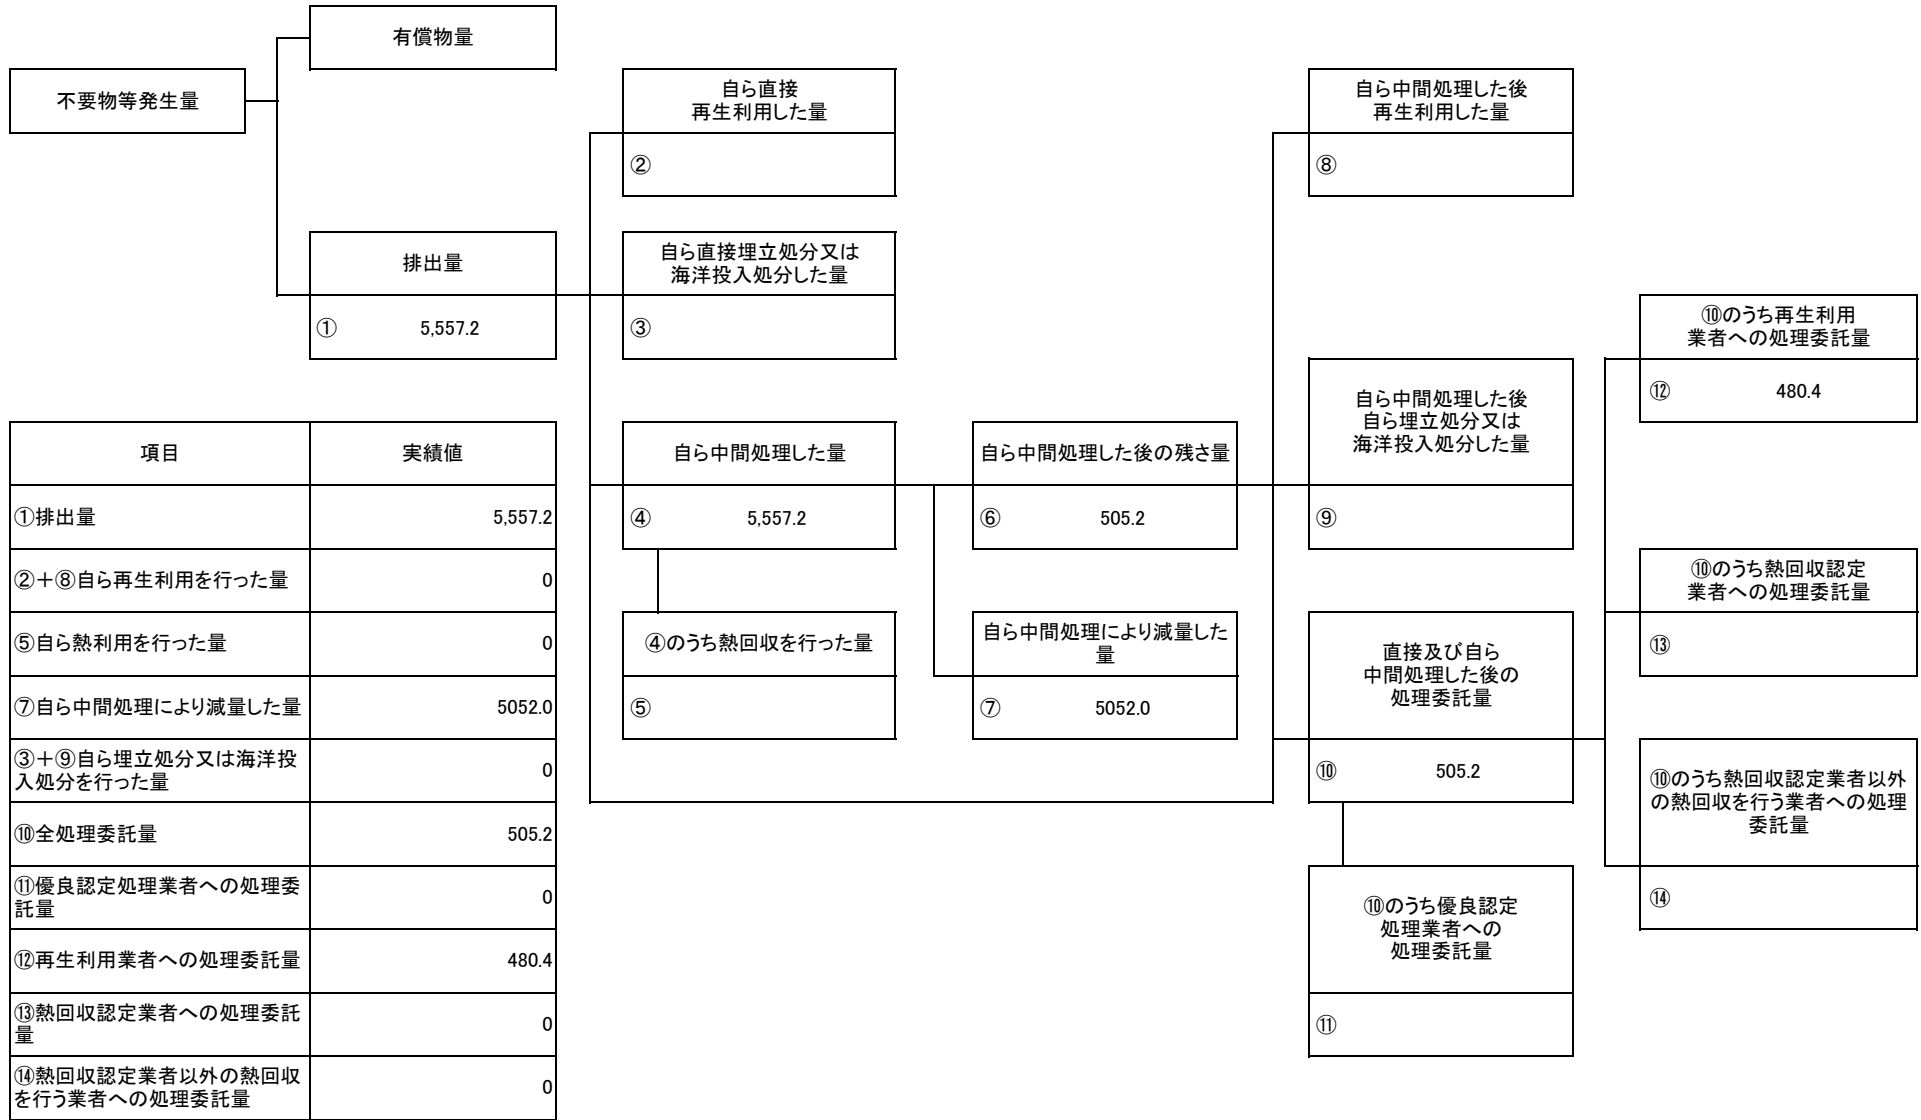 有償物量
不要物等発生量
自ら直接
再生利用した量
②
自ら中間処理した後
再生利用した量
⑧
排出量
① 5,557.2
自ら直接埋立処分又は
海洋投入処分した量
③
⑩のうち再生利用
業者への処理委託量
⑫ 480.4
自ら中間処理した量
④ 5,557.2
自ら中間処理した後の残さ量
⑥ 505.2
自ら中間処理した後
自ら埋立処分又は
海洋投入処分した量
⑨
④のうち熱回収を行った量
⑤
自ら中間処理により減量した
量
⑦ 5052.0
直接及び自ら
中間処理した後の
処理委託量
⑩ 505.2
⑩のうち熱回収認定
業者への処理委託量
⑬
⑩のうち熱回収認定業者以外
の熱回収を行う業者への処理
委託量
⑭
⑩のうち優良認定
処理業者への
処理委託量
⑪
項目 実績値
①排出量 5,557.2
②+⑧自ら再生利用を行った量 0
⑤自ら熱利用を行った量 0
⑦自ら中間処理により減量した量 5052.0
③+⑨自ら埋立処分又は海洋投
入処分を行った量 0
⑩全処理委託量 505.2
⑪優良認定処理業者への処理委
託量 0
⑫再生利用業者への処理委託量 480.4
⑬熱回収認定業者への処理委託
量 0
⑭熱回収認定業者以外の熱回収
を行う業者への処理委託量 0